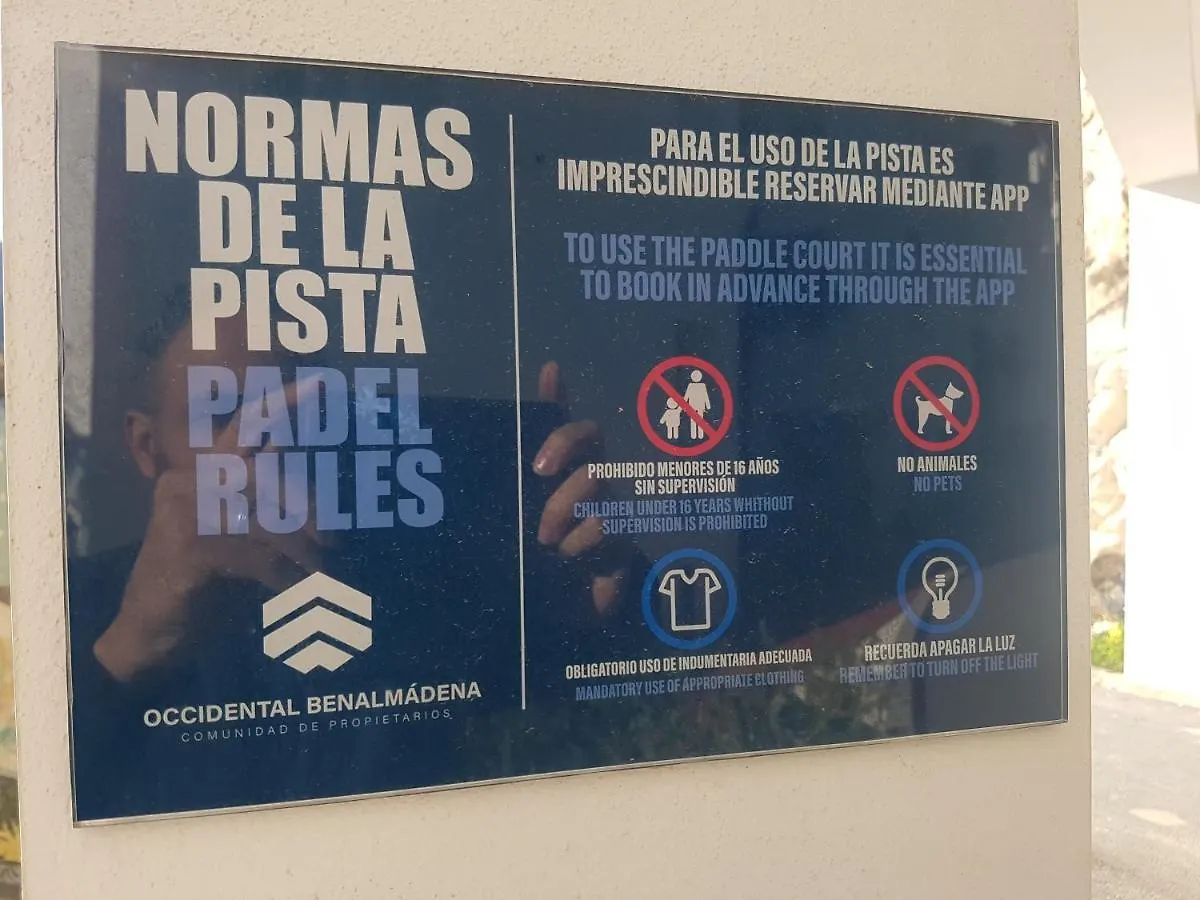 NORMAS
DE LA
PISTA
PADEL
RULES
OCCIDENTAL BENALMÁDENA
COMUNIDAD DE PROPIETARIOS
PARA EL USO DE LA PISTA ES
IMPRESCINDIBLE RESERVAR MEDIANTE APP
TO USE THE PADDLE COURT IT IS ESSENTIAL
TO BOOK IN ADVANCE THROUGH THE APP
PROHIBIDO MENORES DE 16 AÑOS
SIN SUPERVISIÓN
CHILDREN UNDER 16 YEARS WHITHOUT
SUPERVISION IS PROHIBITED
NO ANIMALES
NO PETS
OBLIGATORIO USO DE INDUMENTARIA ADECUADA
MANDATORY USE OF APPROPRIATE CLOTHING
RECUERDA APAGAR LA LUZ
REMEMBER TO TURN OFF THE LIGHT